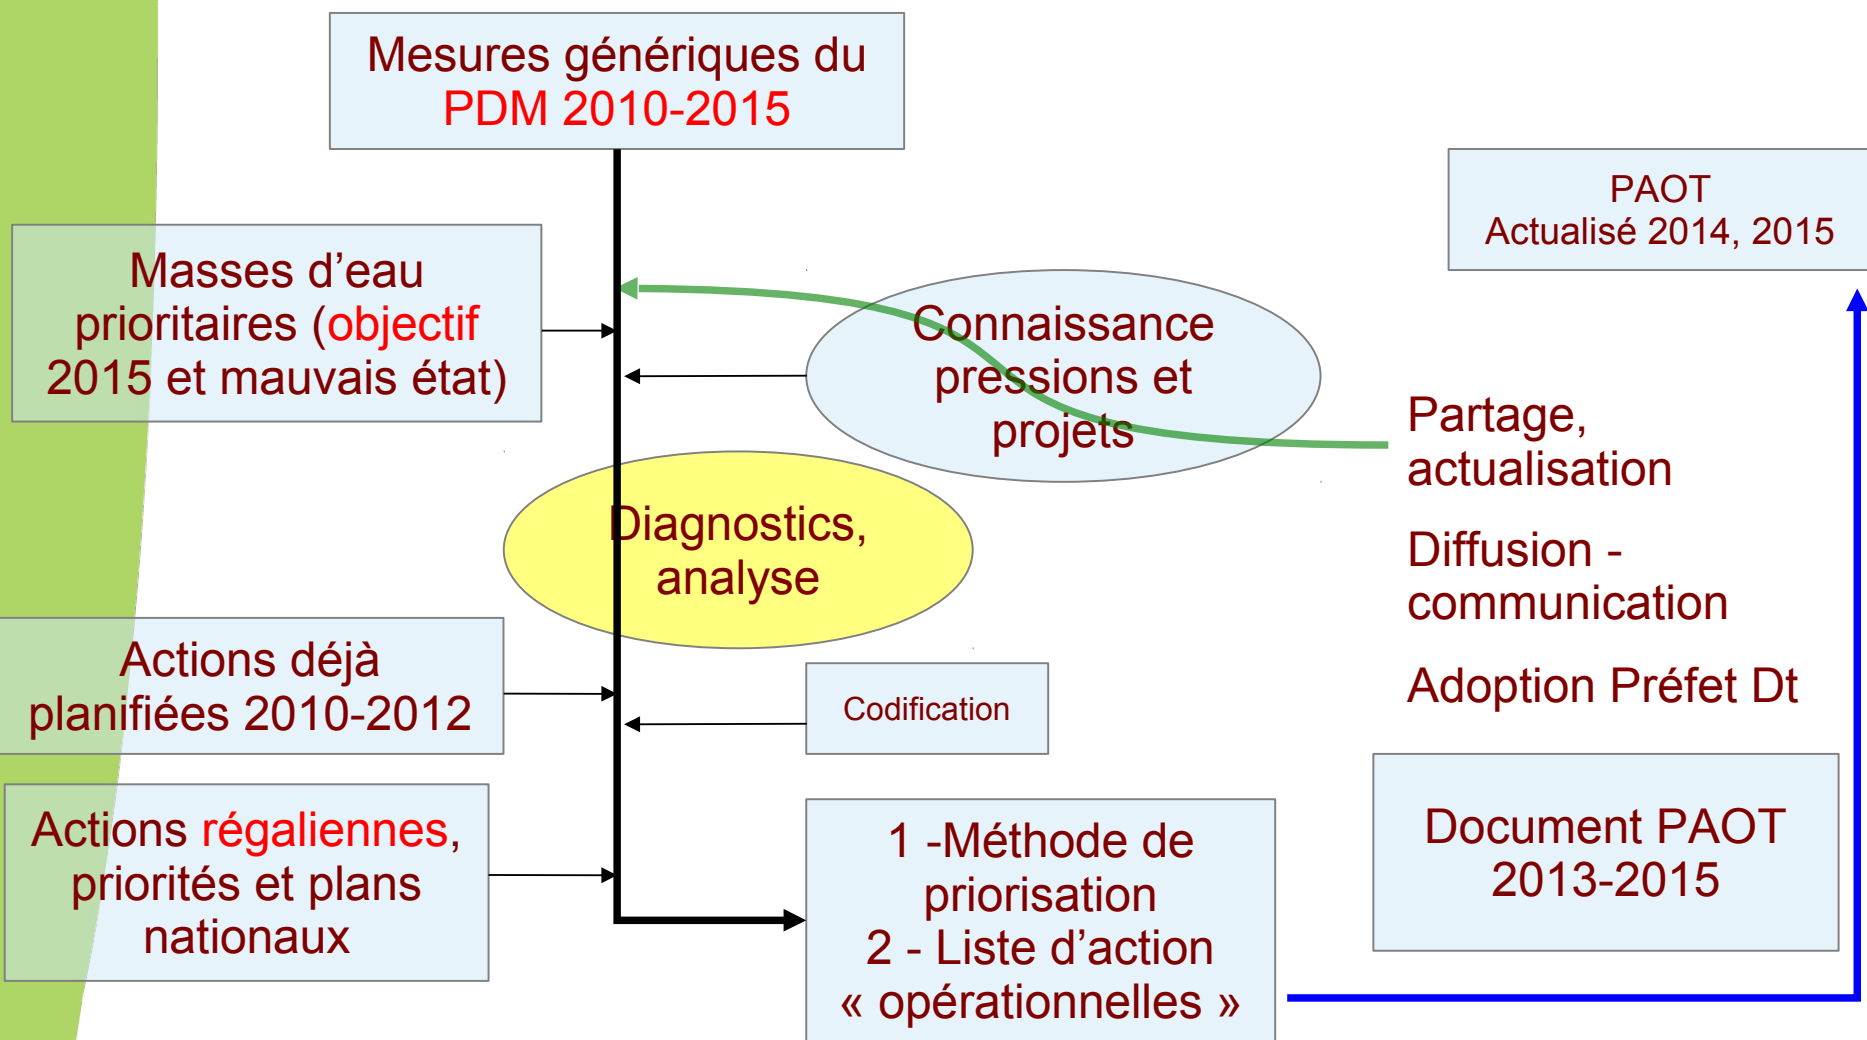 Mesures génériques du
PDM 2010-2015
PAOT
Actualisé 2014, 2015
Masses d’eau
prioritaires (objectif
2015 et mauvais état)
Connaissance
pressions et
projets
Partage,
actualisation
Diagnostics,
analyse
Diffusion -
communication
Actions déjà
planifiées 2010-2012
Codification
Adoption Préfet Dt
Actions régaliennes,
priorités et plans
nationaux
1 -Méthode de
priorisation
2 - Liste d’action
« opérationnelles »
Document PAOT
2013-2015